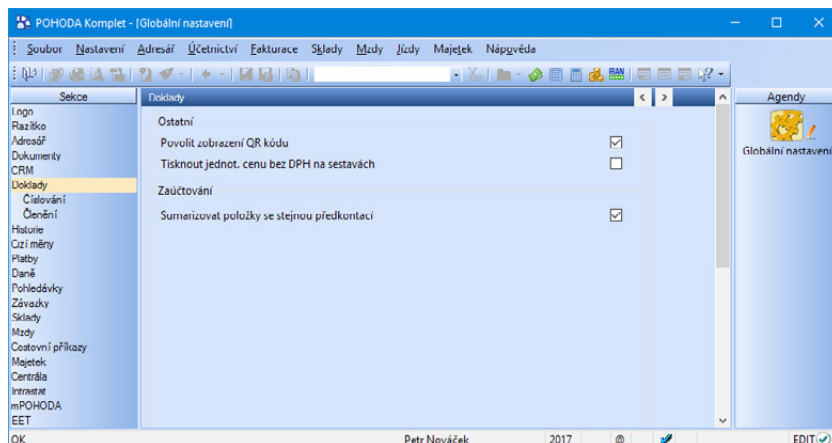 POHODA Komplet - [Globální nastavení]
Soubor Nastavení Adresář Účetnictví Fakturace Sklady Mzdy Jízdy Majetek Nápověda
IBAN
Sekce
Logo
Razítko
Adresář
Dokumenty
CRM
Doklady
Číslování
Členění
Historie
Cizí měny
Platby
Daně
Pohledávky
Závazky
Sklady
Mzdy
Cestovní příkazy
Majetek
Centrála
Intrastat
mPOHODA
EET
Doklady
Ostatní
Povolit zobrazení QR kódu
Tisknout jednot. cenu bez DPH na sestavách
Zaúčtování
Sumarizovat položky se stejnou předkontací
Agendy
Globální nastavení
OK Petr Nováček 2017 @ EDIT